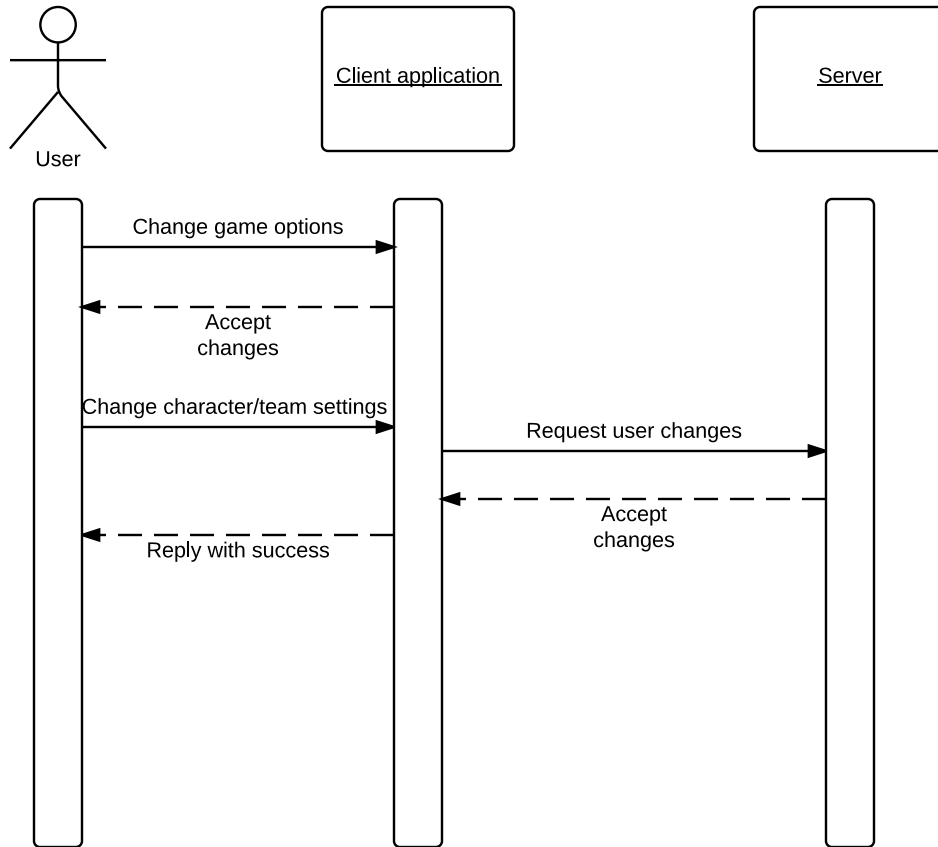 Client application
Server
User
Change game options
Accept
changes
Change character/team settings
Request user changes
Accept
changes
Reply with success